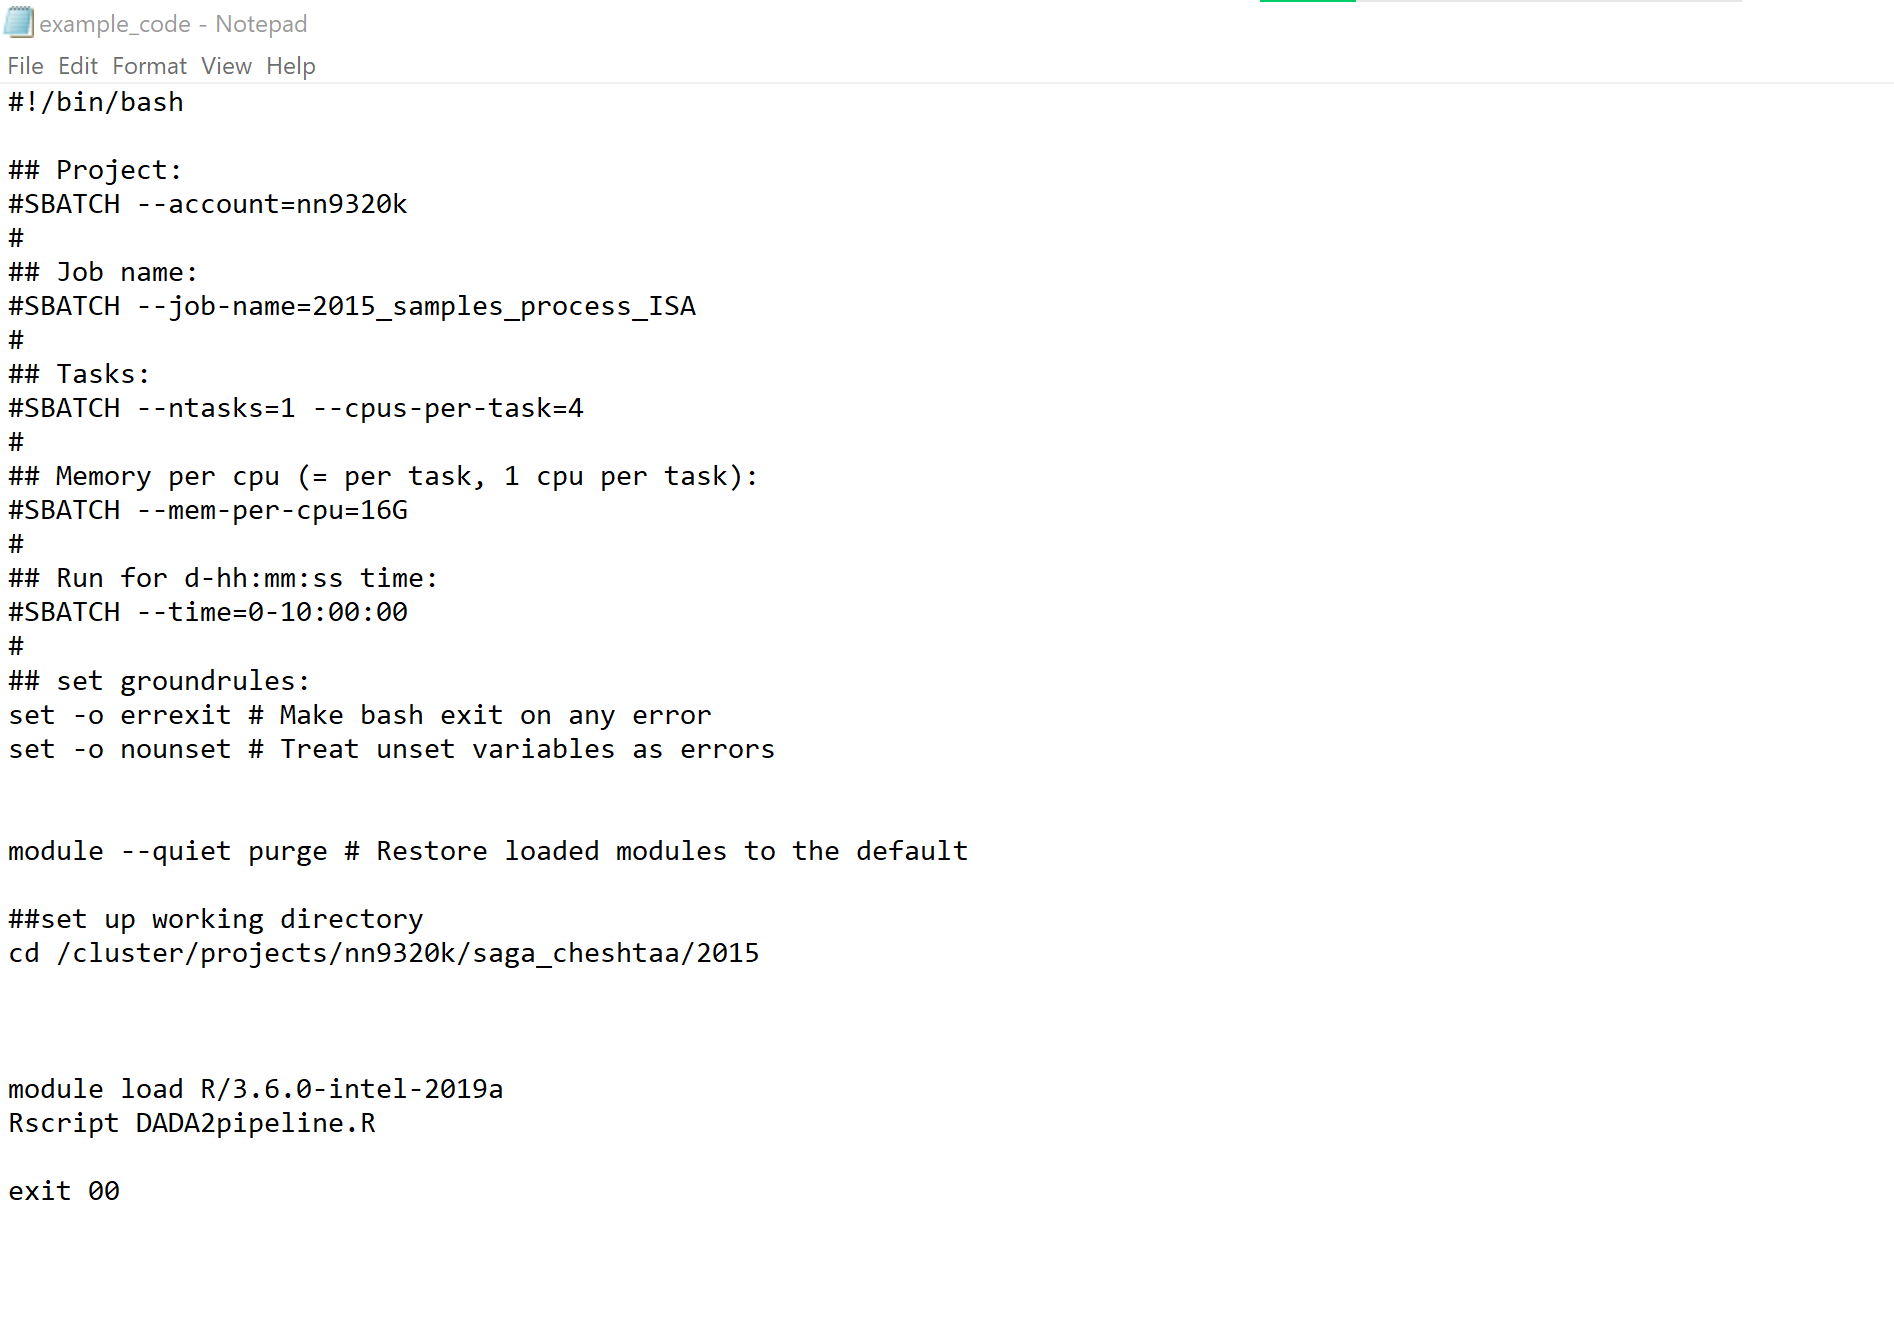 example_code - Notepad
File Edit Format View Help
#!/bin/bash
## Project:
#SBATCH --account=nn9320k
#
## Job name:
#SBATCH --job-name=2015_samples_process_ISA
#
## Tasks:
#SBATCH --ntasks=1 --cpus-per-task=4
#
## Memory per cpu (= per task, 1 cpu per task):
#SBATCH --mem-per-cpu=16G
#
## Run for d-hh:mm:ss time:
#SBATCH --time=0-10:00:00
#
## set groundrules:
set -o errexit # Make bash exit on any error
set -o nounset # Treat unset variables as errors
module --quiet purge # Restore loaded modules to the default
##set up working directory
cd /cluster/projects/nn9320k/saga_cheshtaa/2015
module load R/3.6.0-intel-2019a
Rscript DADA2pipeline.R
exit 00